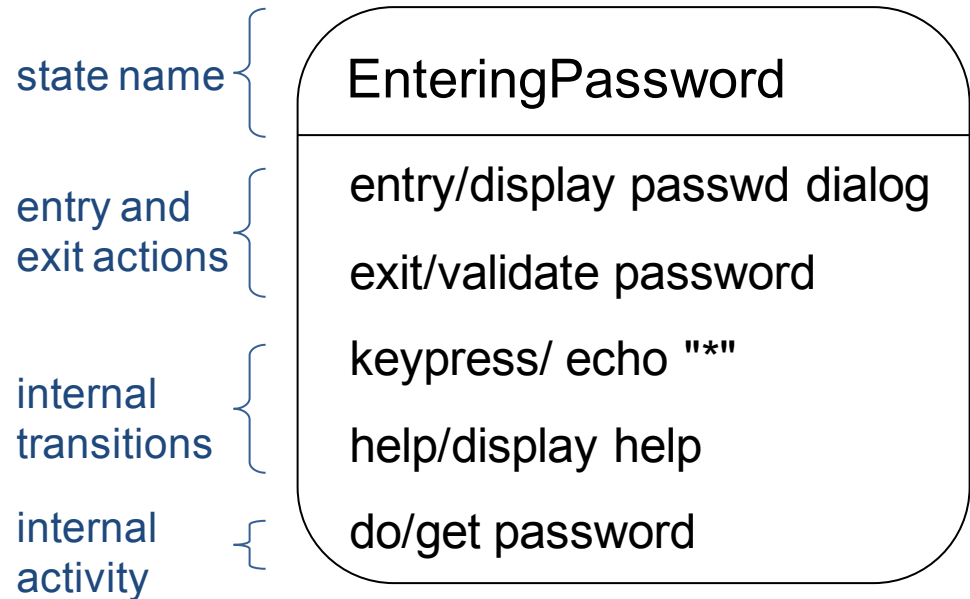 state name
EnteringPassword
entry and
exit actions
entry/display passwd dialog
exit/validate password
internal
transitions
keypress/ echo "*"
help/display help
internal
activity
do/get password